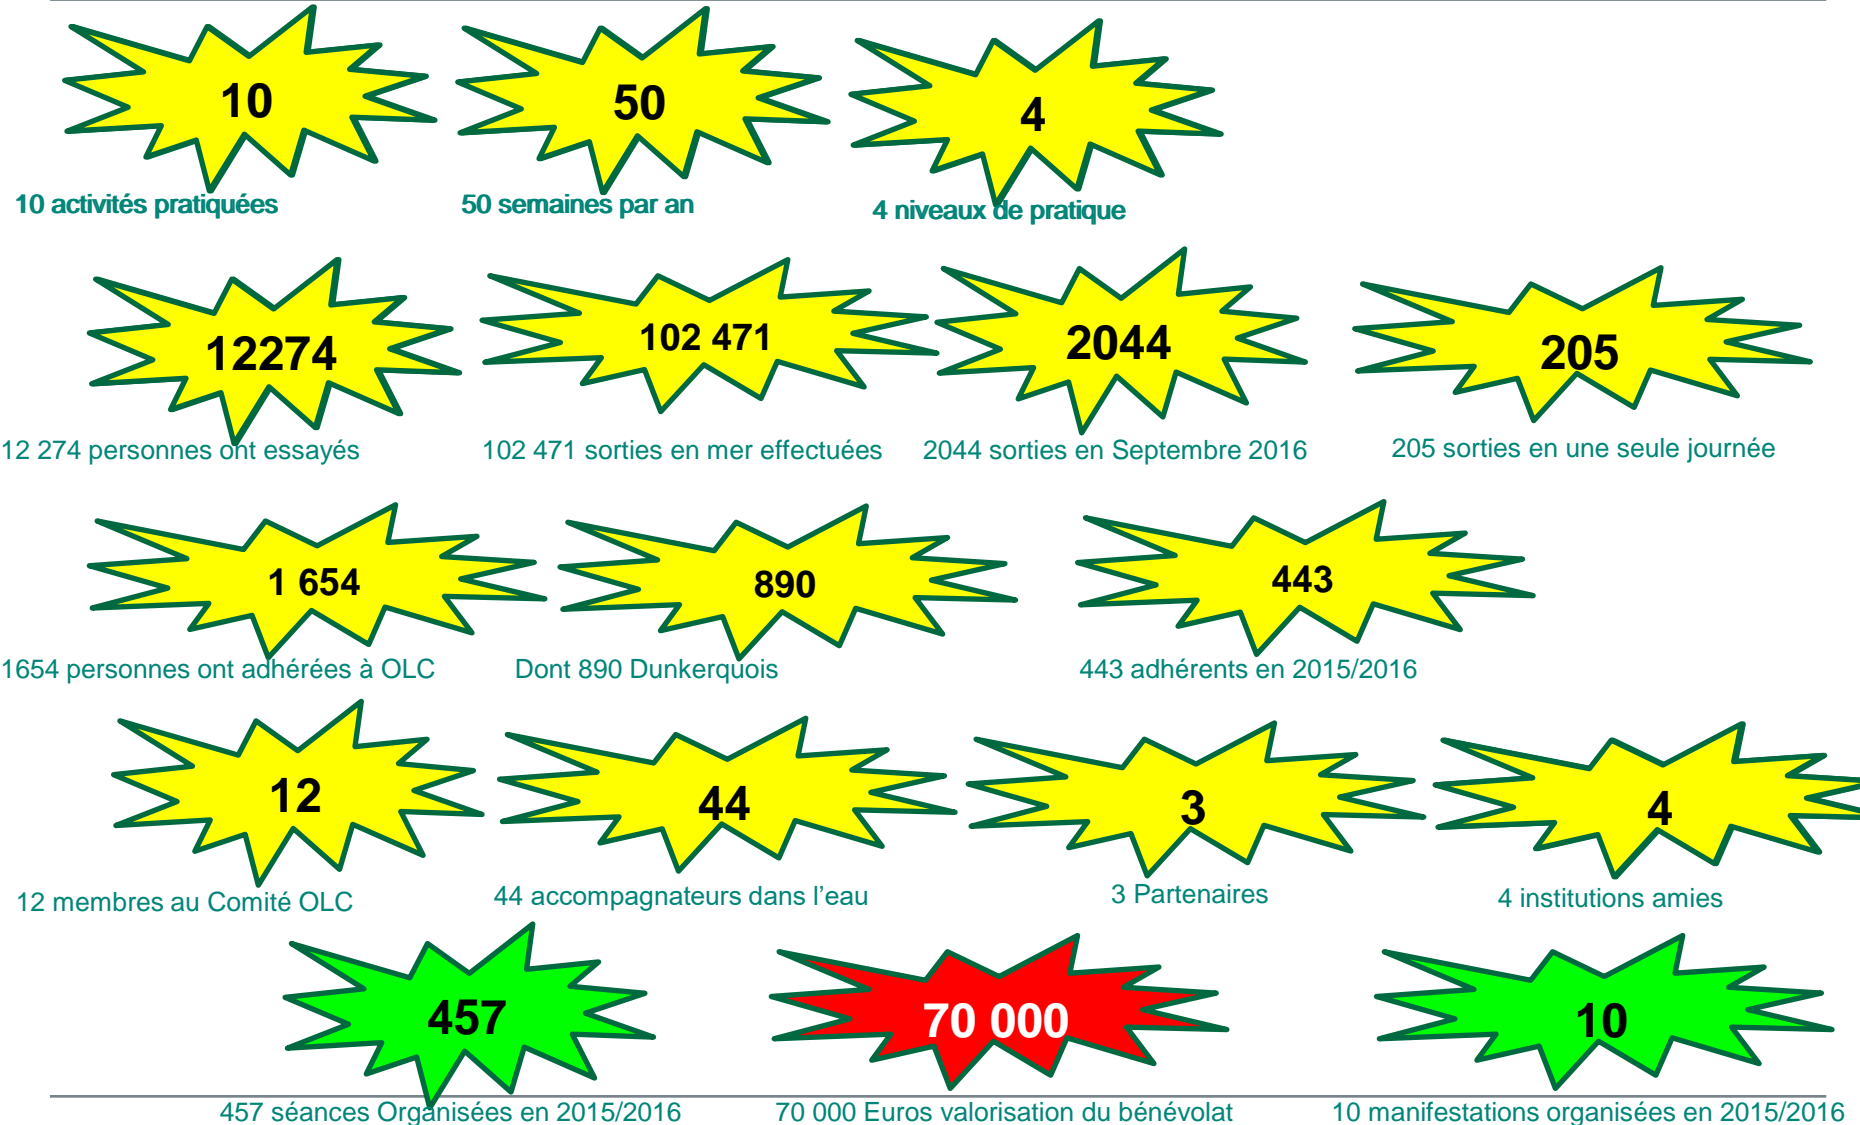 10
50
4
10 activités pratiquées
50 semaines par an
4 niveaux de pratique
12274
102 471
2044
205
12 274 personnes ont essayés
102 471 sorties en mer effectuées
2044 sorties en Septembre 2016
205 sorties en une seule journée
1 654
890
443
1654 personnes ont adhérées à OLC
Dont 890 Dunkerquois
443 adhérents en 2015/2016
12
44
3
4
12 membres au Comité OLC
44 accompagnateurs dans l’eau
3 Partenaires
4 institutions amies
457
70 000
10
457 séances Organisées en 2015/2016
70 000 Euros valorisation du bénévolat
10 manifestations organisées en 2015/2016